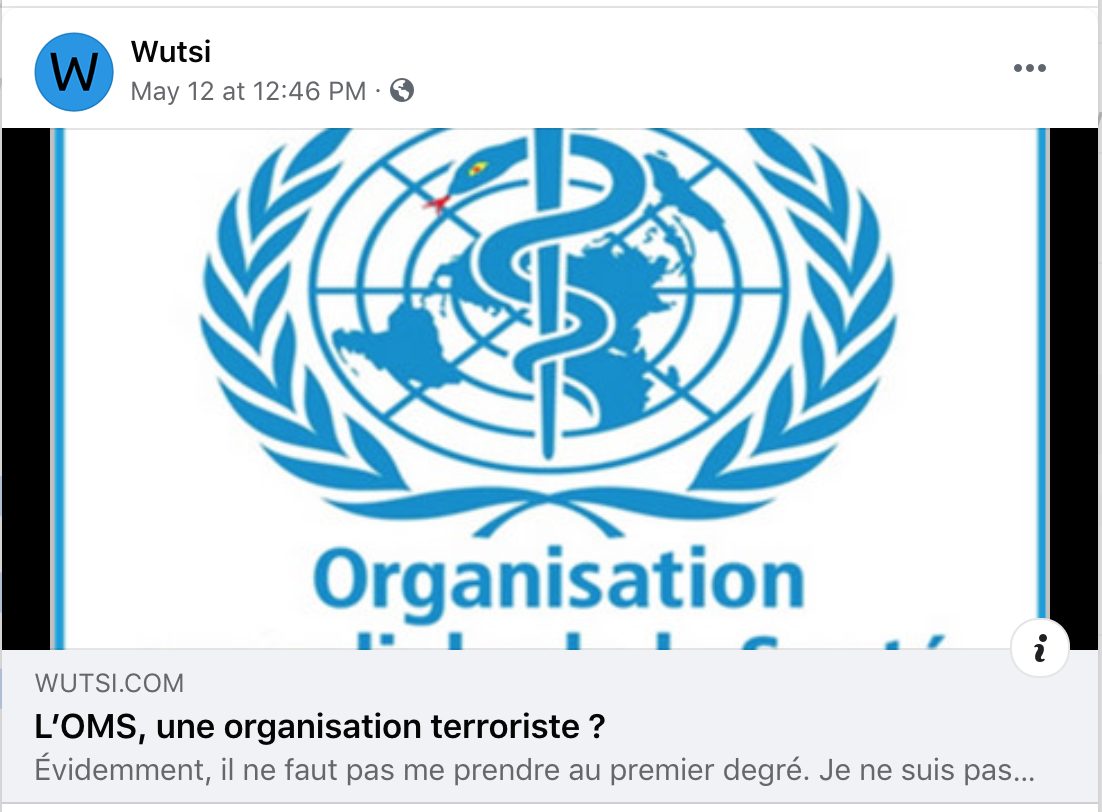 W
Wutsi
May 12 at 12:46 PM ·
Organisation
i
WUTSI.COM
L’OMS, une organisation terroriste ?
Évidemment, il ne faut pas me prendre au premier degré. Je ne suis pas...